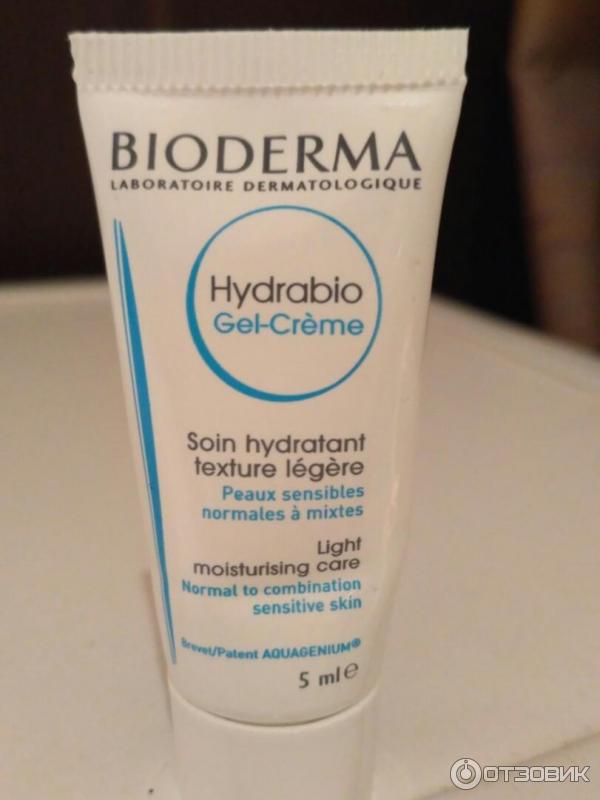 BIODERMA
LABORATOIRE DERMATOLOGIQUE
Hydrabio
Gel-Crème
Soin hydratant
texture légère
Peaux sensibles
normales à mixtes
Light
moisturising care
Normal to combination
sensitive skin
Brevet/Patent AQUAGENIUM®
5 ml e
ОТЗОВИК